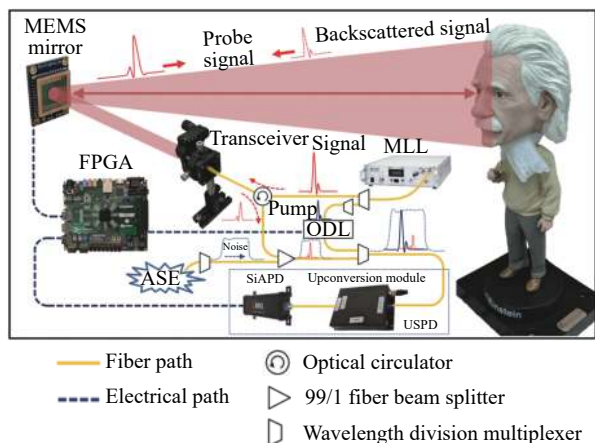 MEMS
mirror
Probe
signal
Backscattered signal
Transceiver
Signal
MLL
FPGA
Pump
ODL
Noise
ASE
SiAPD
Upconversion module
USPD
Fiber path
Electrical path
Optical circulator
99/1 fiber beam splitter
Wavelength division multiplexer